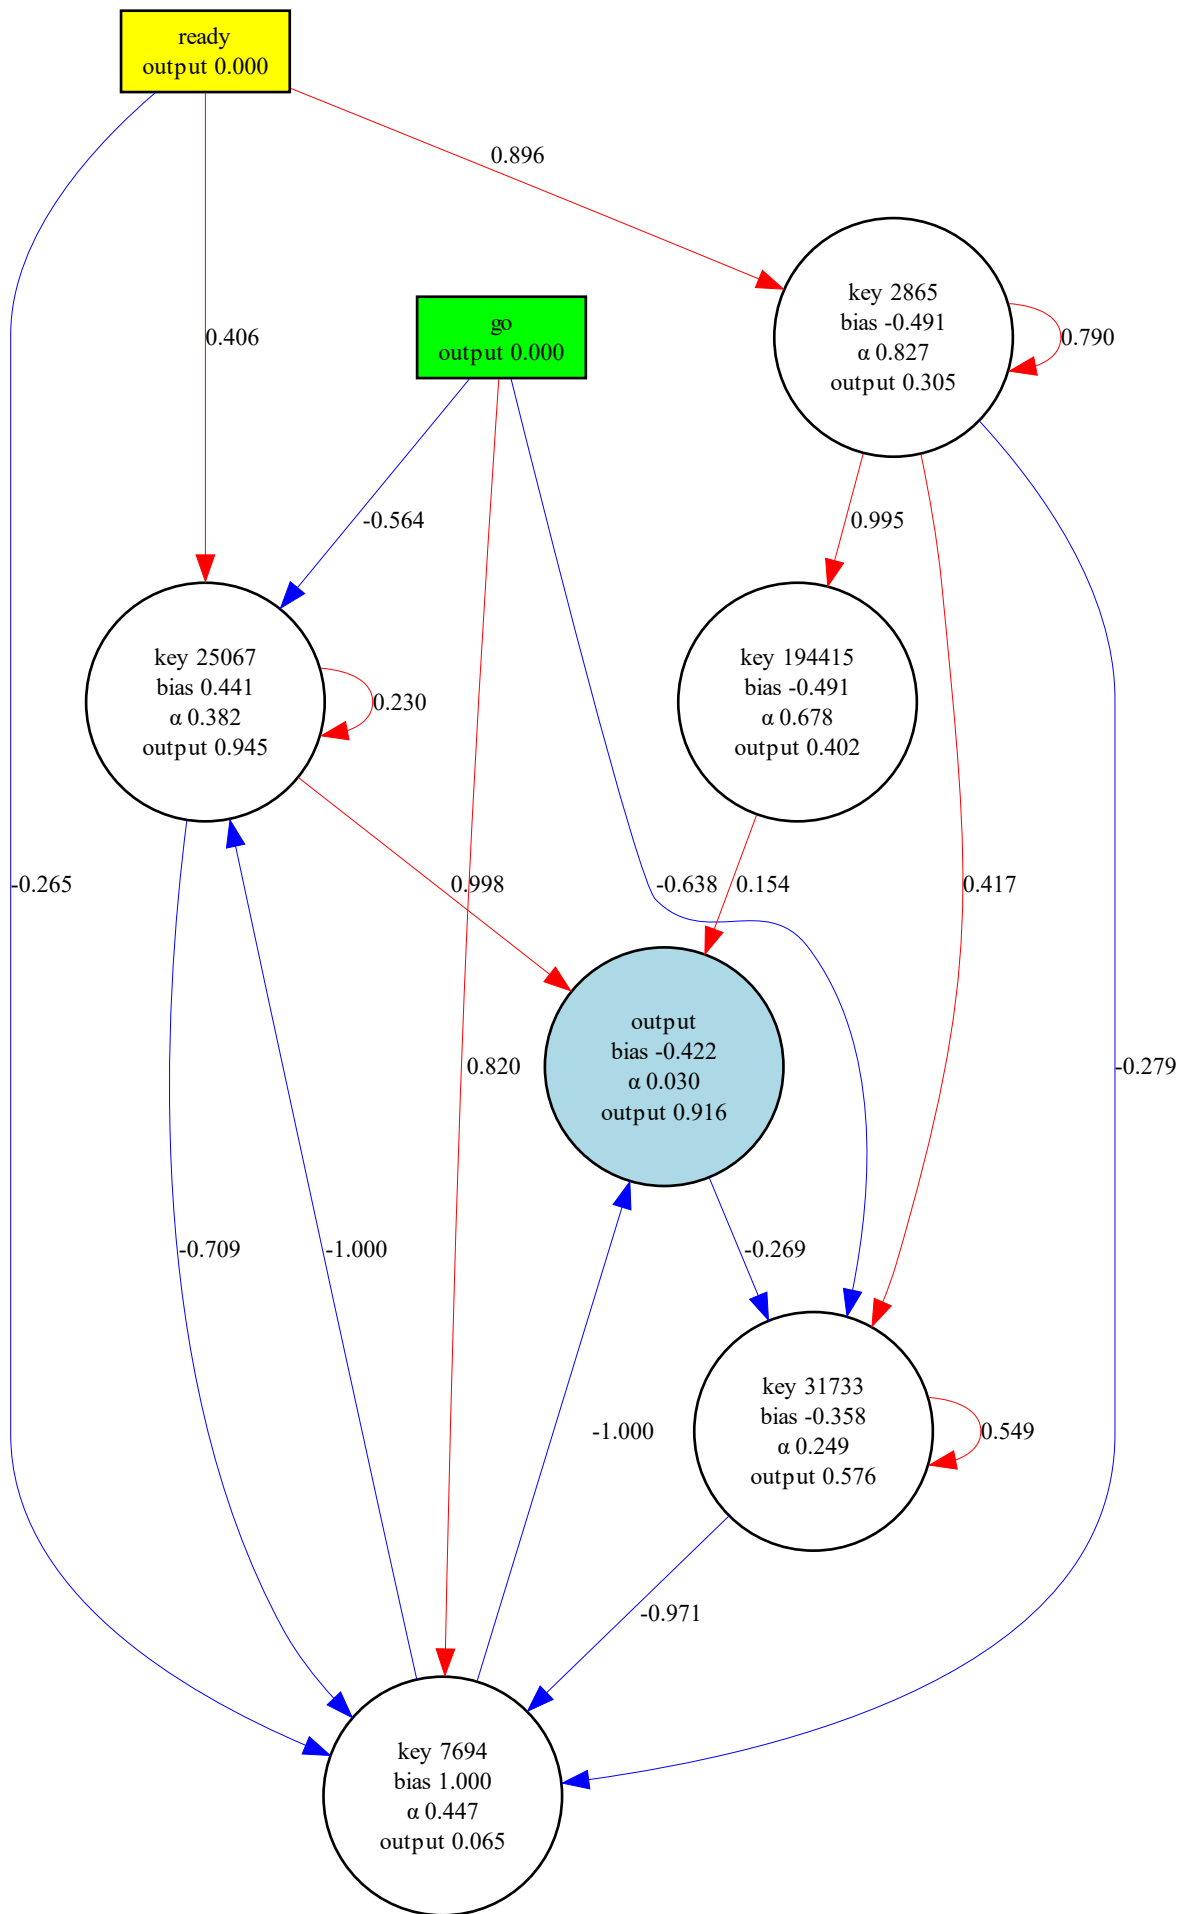 ready
output 0.000
0.896
key 2865
bias -0.491
α 0.827
output 0.305
0.790
go
output 0.000
0.406
-0.564
0.995
key 25067
bias 0.441
α 0.382
output 0.945
0.230
key 194415
bias -0.491
α 0.678
output 0.402
-0.265
0.998
-0.638
0.154
0.417
output
bias -0.422
α 0.030
output 0.916
0.820
-0.279
-0.709
-1.000
-0.269
key 31733
bias -0.358
α 0.249
output 0.576
0.549
-1.000
-0.971
key 7694
bias 1.000
α 0.447
output 0.065